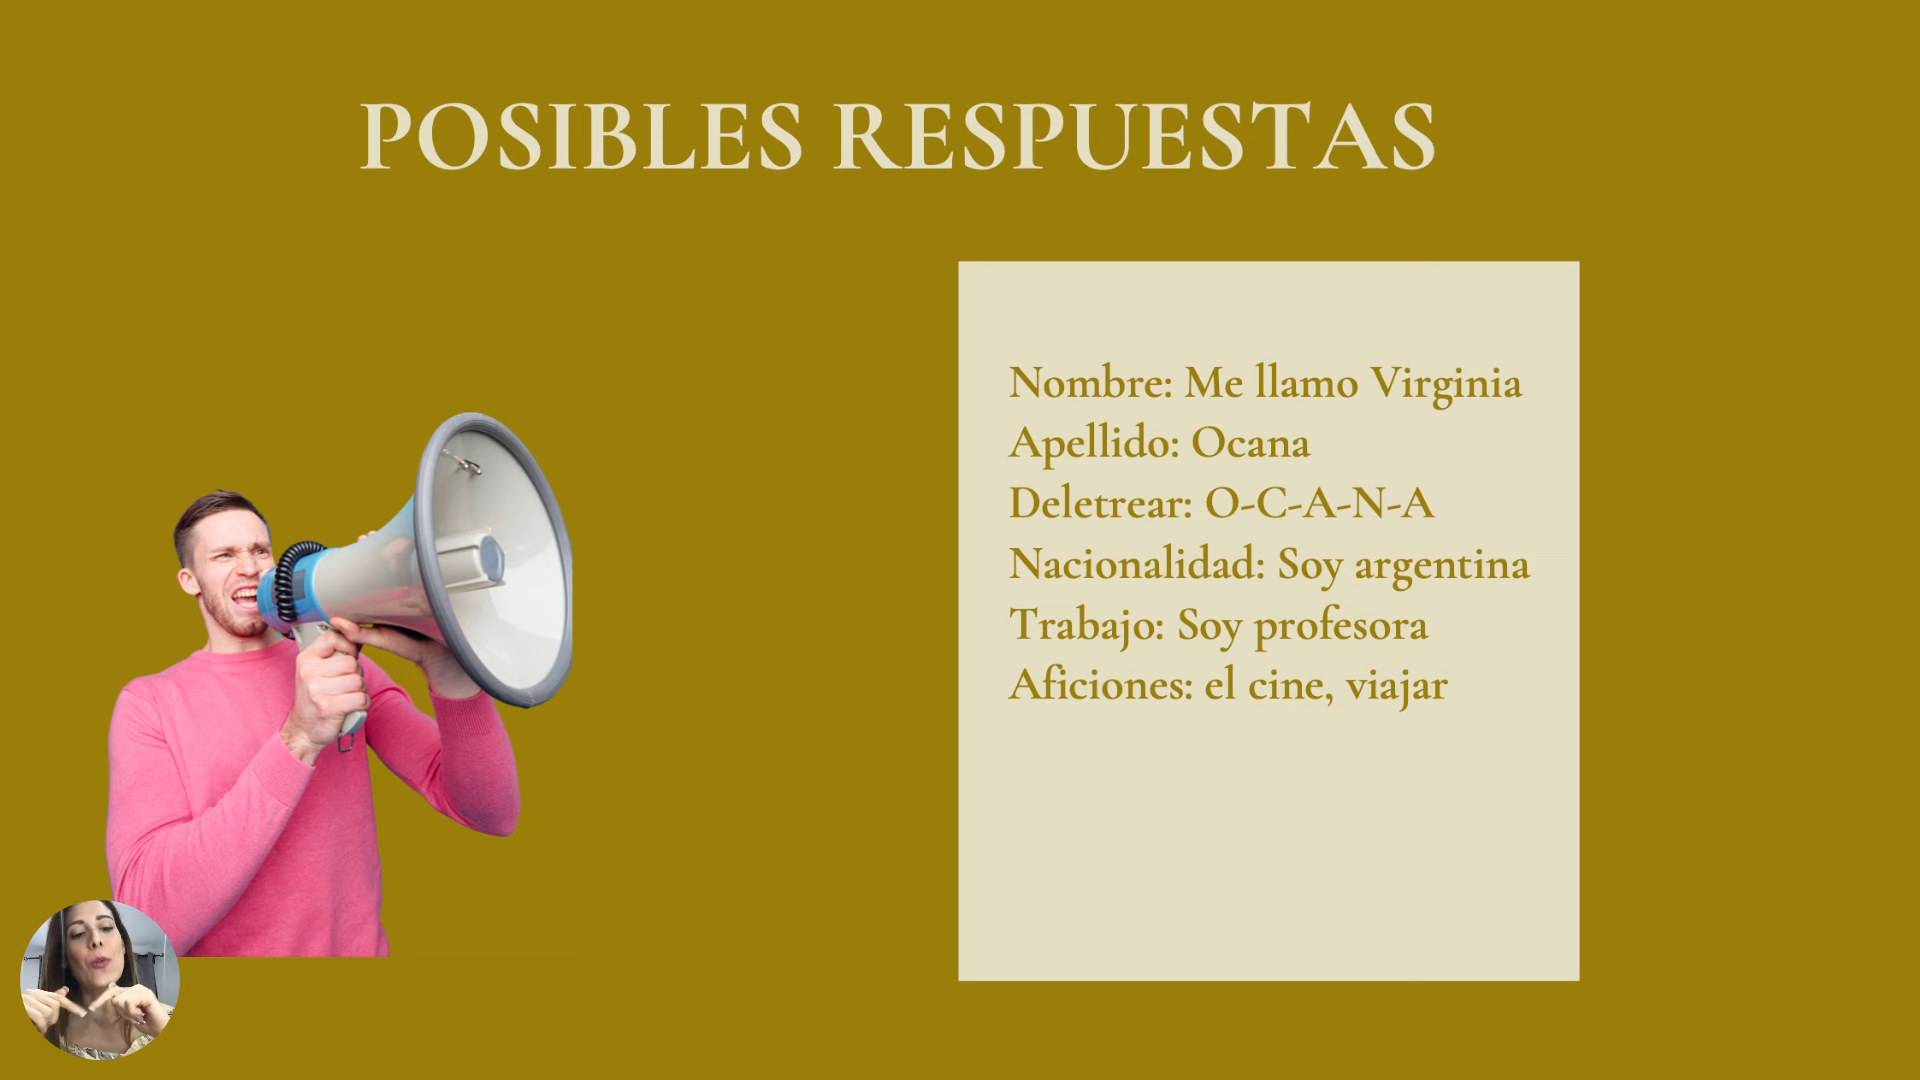 POSIBLES RESPUESTAS
Nombre: Me llamo Virginia
Apellido: Ocana
Deletrear: O-C-A-N-A
Nacionalidad: Soy argentina
Trabajo: Soy profesora
Aficiones: el cine, viajar